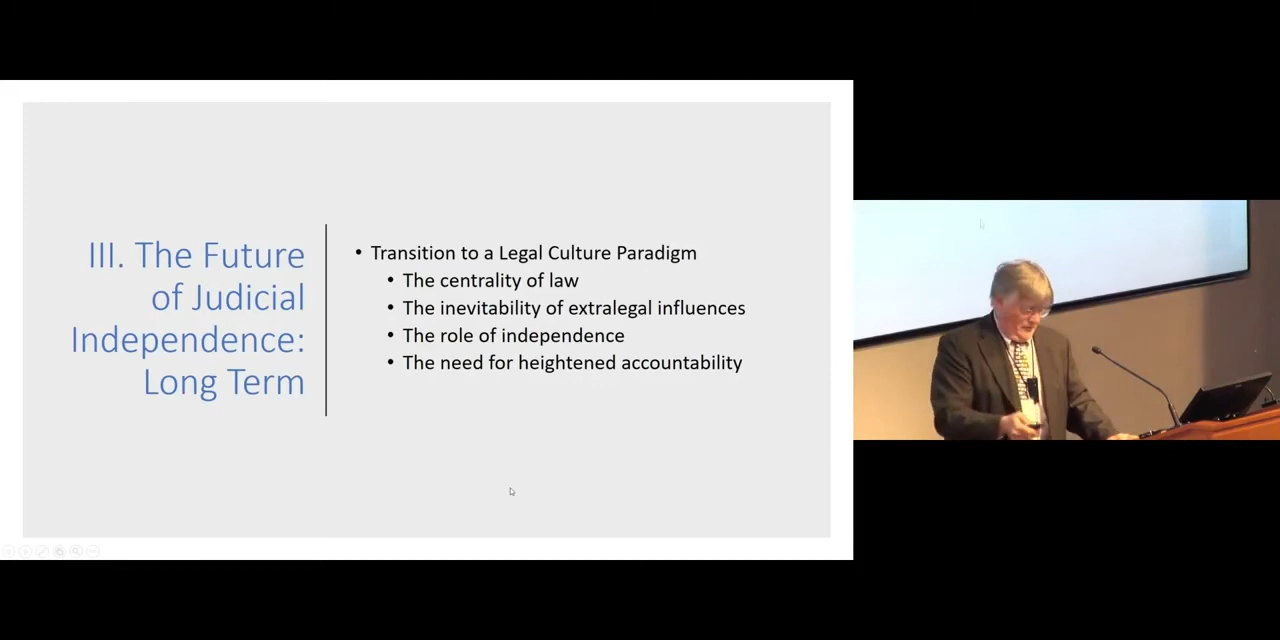 III. The Future
of Judicial
Independence:
Long Term
• Transition to a Legal Culture Paradigm
• The centrality of law
• The inevitability of extralegal influences
• The role of independence
• The need for heightened accountability